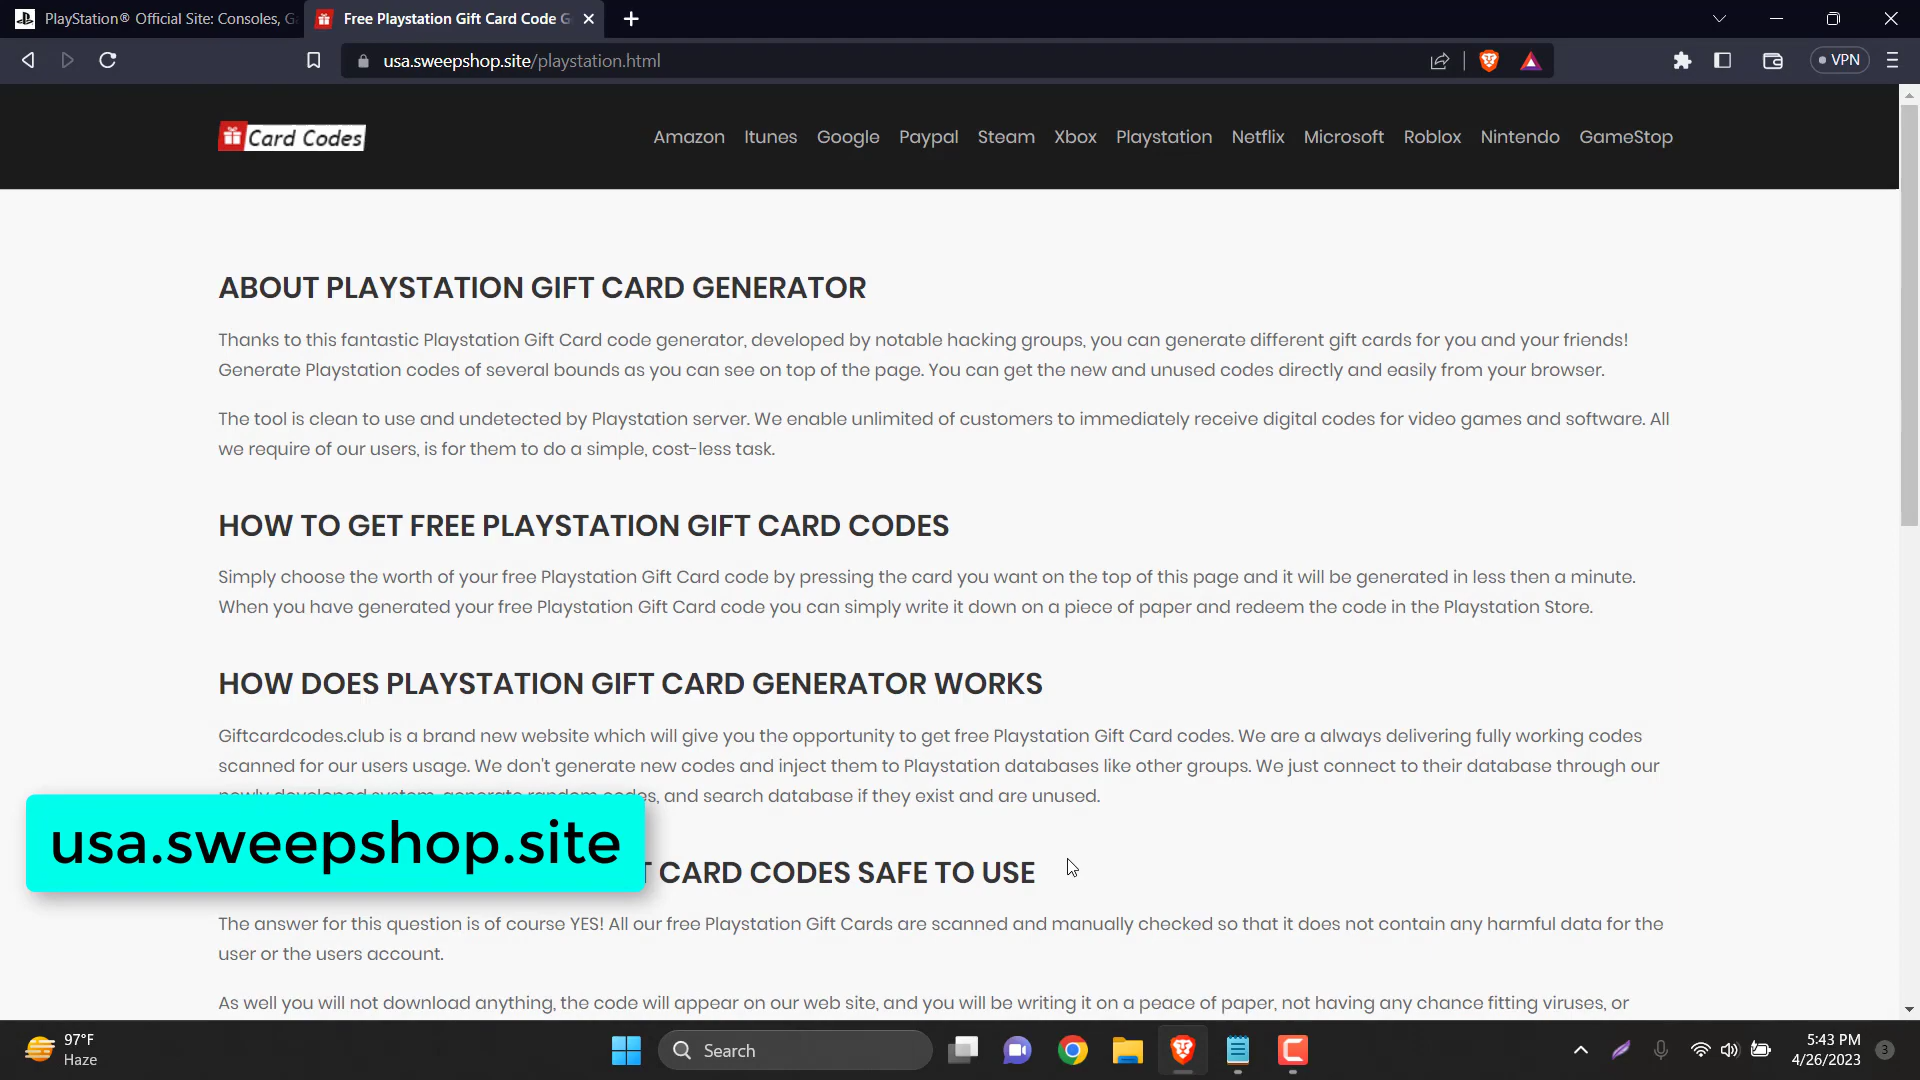 PlayStation® Official Site: Consoles, Ga
Free Playstation Gift Card Code G
usa.sweepshop.site/playstation.html
VPN
Card Codes
Amazon Itunes Google Paypal Steam Xbox Playstation Netflix Microsoft Roblox Nintendo GameStop
ABOUT PLAYSTATION GIFT CARD GENERATOR
Thanks to this fantastic Playstation Gift Card code generator, developed by notable hacking groups, you can generate different gift cards for you and your friends!
Generate Playstation codes of several bounds as you can see on top of the page. You can get the new and unused codes directly and easily from your browser.
The tool is clean to use and undetected by Playstation server. We enable unlimited of customers to immediately receive digital codes for video games and software. All
we require of our users, is for them to do a simple, cost-less task.
HOW TO GET FREE PLAYSTATION GIFT CARD CODES
Simply choose the worth of your free Playstation Gift Card code by pressing the card you want on the top of this page and it will be generated in less then a minute.
When you have generated your free Playstation Gift Card code you can simply write it down on a piece of paper and redeem the code in the Playstation Store.
HOW DOES PLAYSTATION GIFT CARD GENERATOR WORKS
Giftcardcodes.club is a brand new website which will give you the opportunity to get free Playstation Gift Card codes. We are a always delivering fully working codes
scanned for our users usage. We don't generate new codes and inject them to Playstation databases like other groups. We just connect to their database through our
newly developed system, generate random codes, and search database if they exist and are unused.
usa.sweepshop.site
CARD CODES SAFE TO USE
The answer for this question is of course YES! All our free Playstation Gift Cards are scanned and manually checked so that it does not contain any harmful data for the
user or the users account.
As well you will not download anything, the code will appear on our web site, and you will be writing it on a peace of paper, not having any chance fitting viruses, or
97°F
Haze
Search
5:43 PM
4/26/2023
3